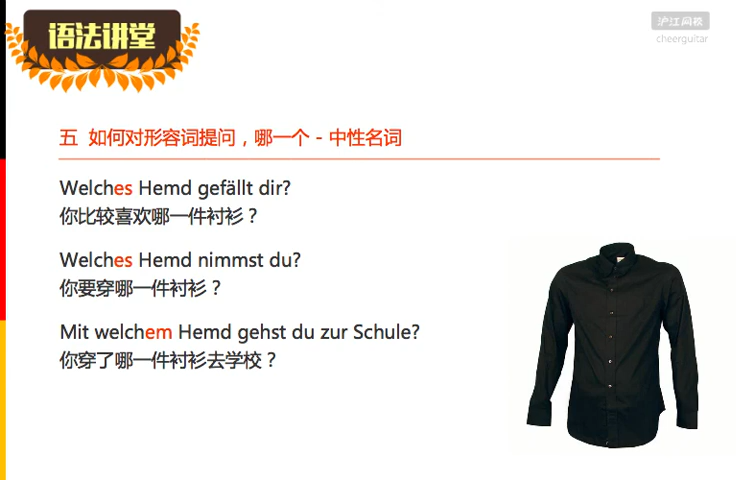 语法讲堂
沪江网校
cheerguitar
五 如何对形容词提问，哪一个 - 中性名词
Welches Hemd gefällt dir?
你比较喜欢哪一件衬衫？
Welches Hemd nimmst du?
你要穿哪一件衬衫？
Mit welchem Hemd gehst du zur Schule?
你穿了哪一件衬衫去学校？